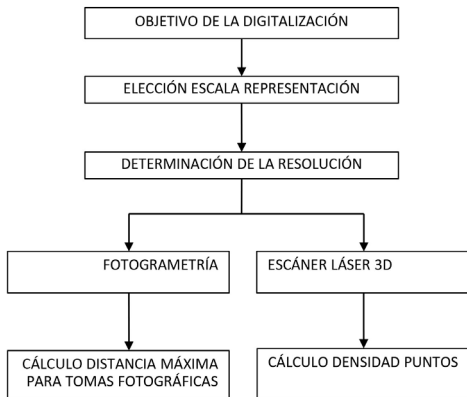 OBJETIVO DE LA DIGITALIZACIÓN
ELECCIÓN ESCALA REPRESENTACIÓN
DETERMINACIÓN DE LA RESOLUCIÓN
FOTOGRAMETRÍA
ESCÁNER LÁSER 3D
CÁLCULO DISTANCIA MÁXIMA
PARA TOMAS FOTOGRÁFICAS
CÁLCULO DENSIDAD PUNTOS